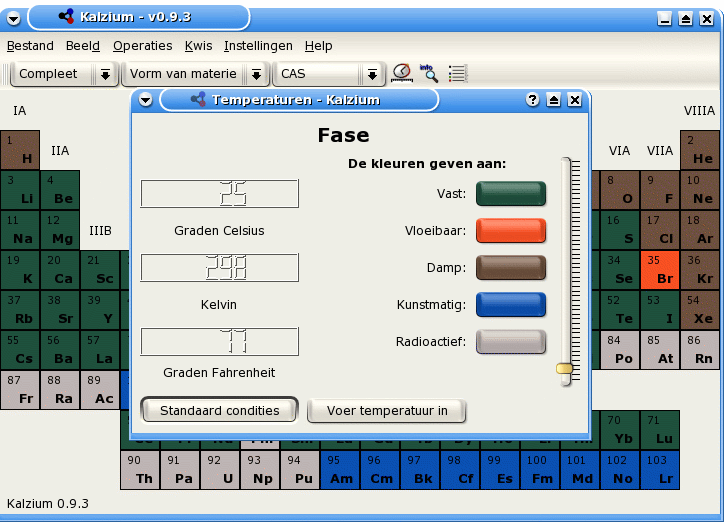 Kalzium - v0.9.3
Bestand Beeld Operaties Kwis Instellingen Help
Compleet Vorm van materie CAS info
Temperaturen - Kalzium ?
IA VIIIA
Fase
IIA VIA VIIA
De kleuren geven aan:
1 2
H He
Vast:
3 4 8 9 10
Li Be O F Ne
25
11 12 16 17 18
Na Mg IIIB S Cl Ar
Graden Celsius Vloeibaar:
19 20 21 34 35 36
K Ca Sc Se Br Kr
298 Damp:
37 38 39 52 53 54
Rb Sr Y Te I Xe
Kelvin Kunstmatig:
55 56 57 84 85 86
Cs Ba La Po At Rn
77 Radioactief:
Graden Fahrenheit
87 88 89
Fr Ra Ac
Standaard condities Voer temperatuur in
70 71
Yb Lu
90 91 92 93 94 95 96 97 98 99 100 101 102 103
Th Pa U Np Pu Am Cm Bk Cf Es Fm Md No Lr
Kalzium 0.9.3